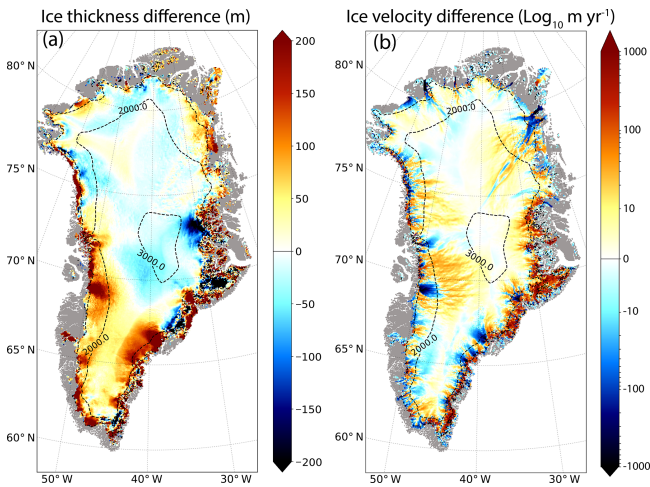 Ice thickness difference (m)
Ice velocity difference (Log10 m yr-1)
(a)
80° N
75° N
70° N
65° N
60° N
50° W
40° W
30° W
2000.0
3000.0
2000.0
200
150
100
50
0
−50
−100
−150
−200
(b)
80° N
75° N
70° N
65° N
60° N
50° W
40° W
30° W
2000.0
3000.0
2000.0
1000
100
10
0
-10
-100
-1000